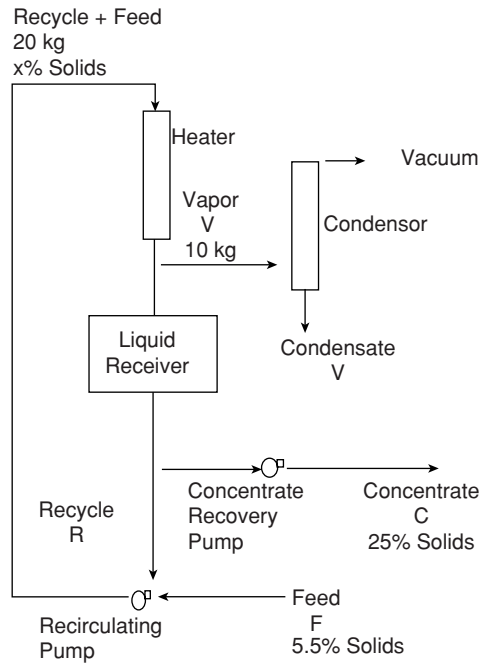 Recycle + Feed
20 kg
x% Solids
Heater
Vacuum
Vapor
V
10 kg
Condensor
Liquid
Receiver
Condensate
V
Concentrate
Recovery
Pump
Concentrate
C
25% Solids
Recycle
R
Feed
F
5.5% Solids
Recirculating
Pump